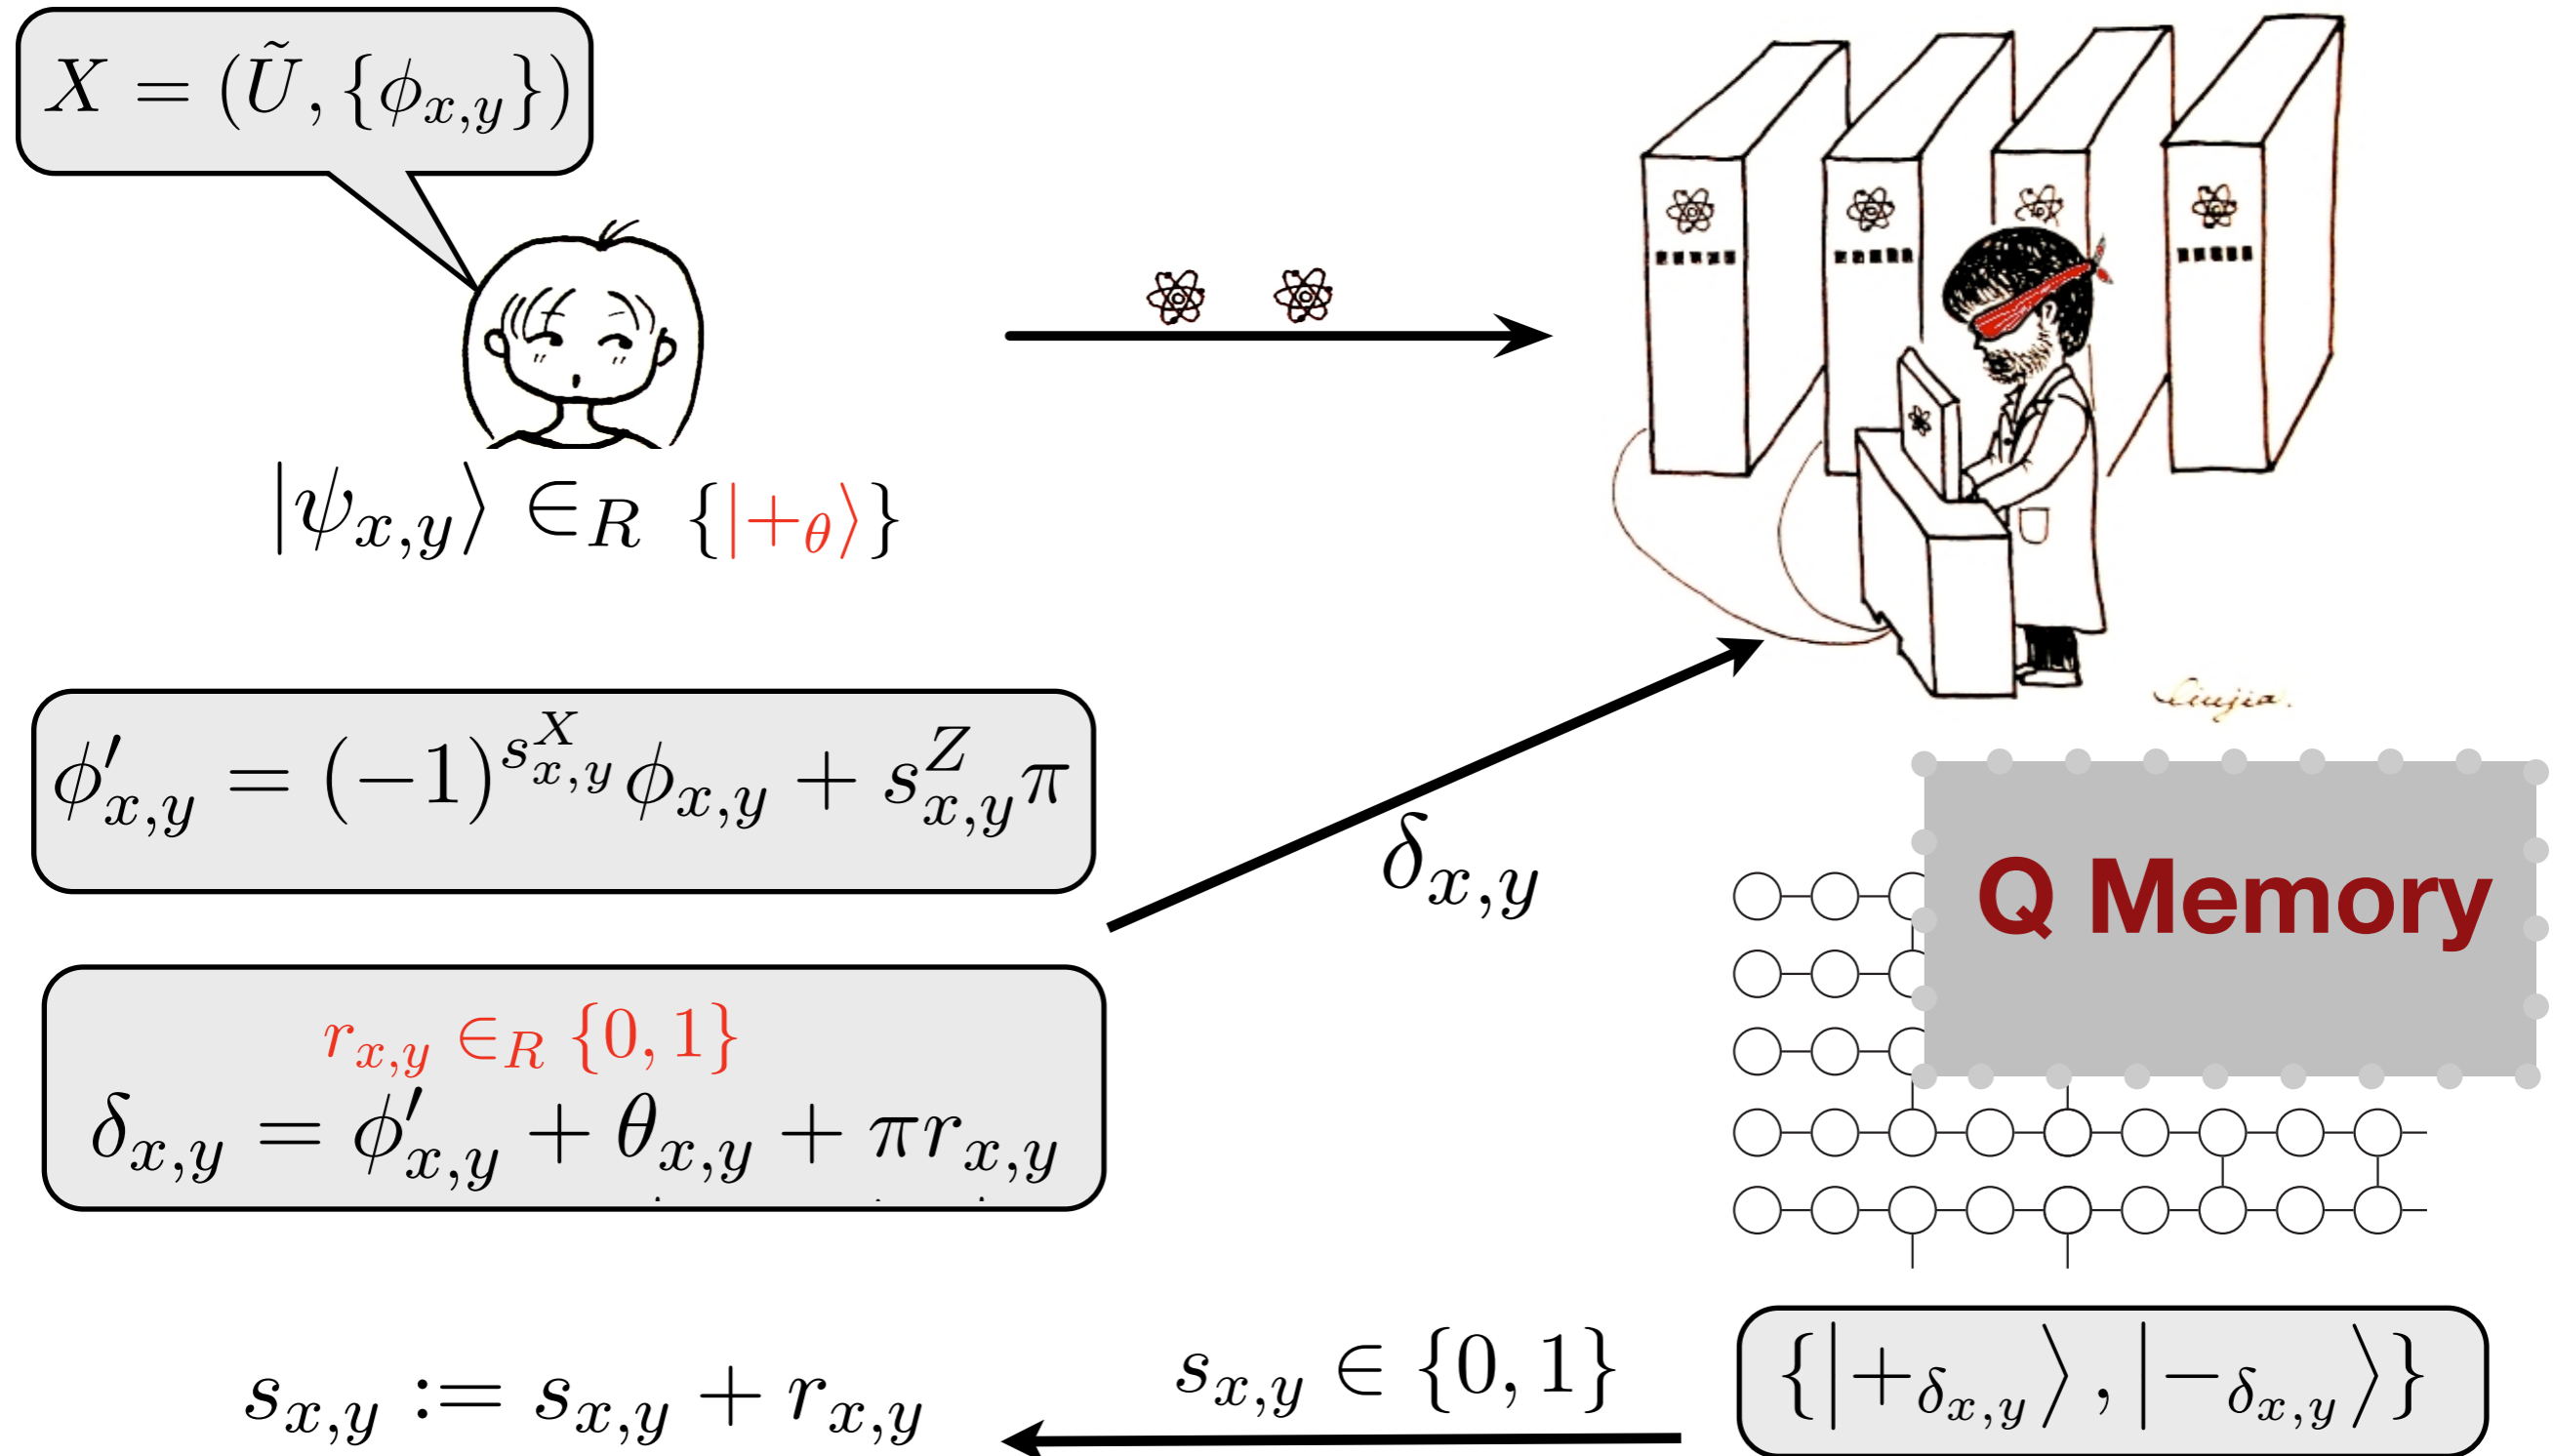 X = (Ũ, {ϕ_{x,y}})
|ψ_{x,y}⟩ ∈_R {|+_θ⟩}
ϕ′_{x,y} = (−1)^{s^X_{x,y}} ϕ_{x,y} + s^Z_{x,y} π
δ_{x,y}
Q Memory
r_{x,y} ∈_R {0, 1}
δ_{x,y} = ϕ′_{x,y} + θ_{x,y} + πr_{x,y}
s_{x,y} := s_{x,y} + r_{x,y}
s_{x,y} ∈ {0, 1}
{|+_{δ_{x,y}}⟩, |−_{δ_{x,y}}⟩}